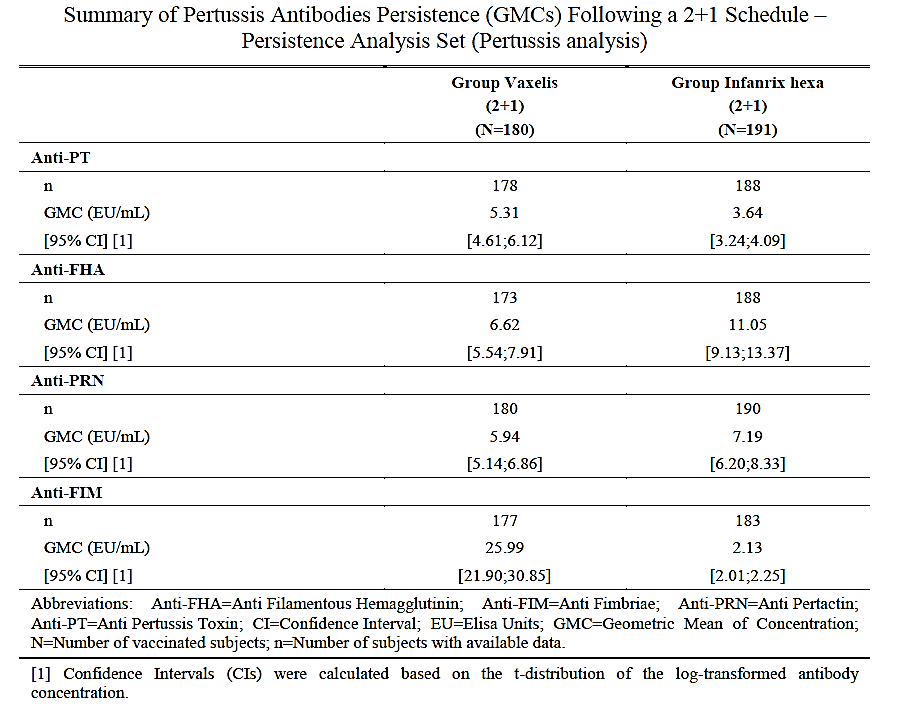 Summary of Pertussis Antibodies Persistence (GMCs) Following a 2+1 Schedule –
Persistence Analysis Set (Pertussis analysis)
Group Vaxelis Group Infanrix hexa
(2+1) (2+1)
(N=180) (N=191)
Anti-PT
n 178 188
GMC (EU/mL) 5.31 3.64
[95% CI] [1] [4.61;6.12] [3.24;4.09]
Anti-FHA
n 173 188
GMC (EU/mL) 6.62 11.05
[95% CI] [1] [5.54;7.91] [9.13;13.37]
Anti-PRN
n 180 190
GMC (EU/mL) 5.94 7.19
[95% CI] [1] [5.14;6.86] [6.20;8.33]
Anti-FIM
n 177 183
GMC (EU/mL) 25.99 2.13
[95% CI] [1] [21.90;30.85] [2.01;2.25]
Abbreviations: Anti-FHA=Anti Filamentous Hemagglutinin; Anti-FIM=Anti Fimbriae; Anti-PRN=Anti Pertactin;
Anti-PT=Anti Pertussis Toxin; CI=Confidence Interval; EU=Elisa Units; GMC=Geometric Mean of Concentration;
N=Number of vaccinated subjects; n=Number of subjects with available data.
[1] Confidence Intervals (CIs) were calculated based on the t-distribution of the log-transformed antibody
concentration.